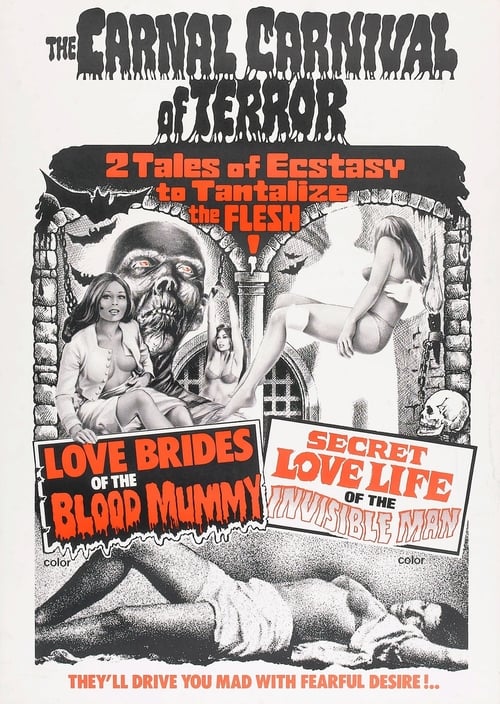 THE CARNAL CARNIVAL
OF TERROR
2 Tales of Ecstasy
to Tantalize
the FLESH
!
LOVE BRIDES
OF THE
BLOOD MUMMY
SECRET
LOVE LIFE
OF THE
INVISIBLE MAN
color
color
THEY'LL DRIVE YOU MAD WITH FEARFUL DESIRE!..